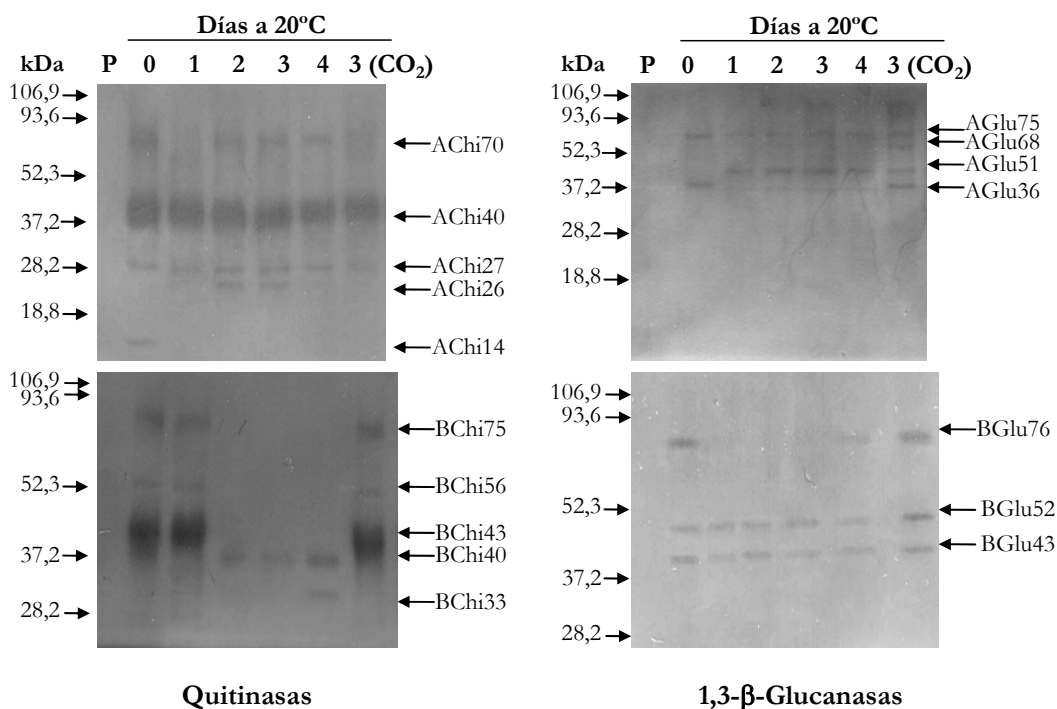 Días a 20ºC
kDa P 0 1 2 3 4 3 (CO2)
106,9
93,6
52,3
37,2
28,2
18,8
AChi70
AChi40
AChi27
AChi26
AChi14
106,9
93,6
52,3
37,2
28,2
BChi75
BChi56
BChi43
BChi40
BChi33
Quitinasas
Días a 20ºC
kDa P 0 1 2 3 4 3 (CO2)
106,9
93,6
52,3
37,2
28,2
18,8
AGlu75
AGlu68
AGlu51
AGlu36
106,9
93,6
52,3
37,2
28,2
BGlu76
BGlu52
BGlu43
1,3-β-Glucanasas